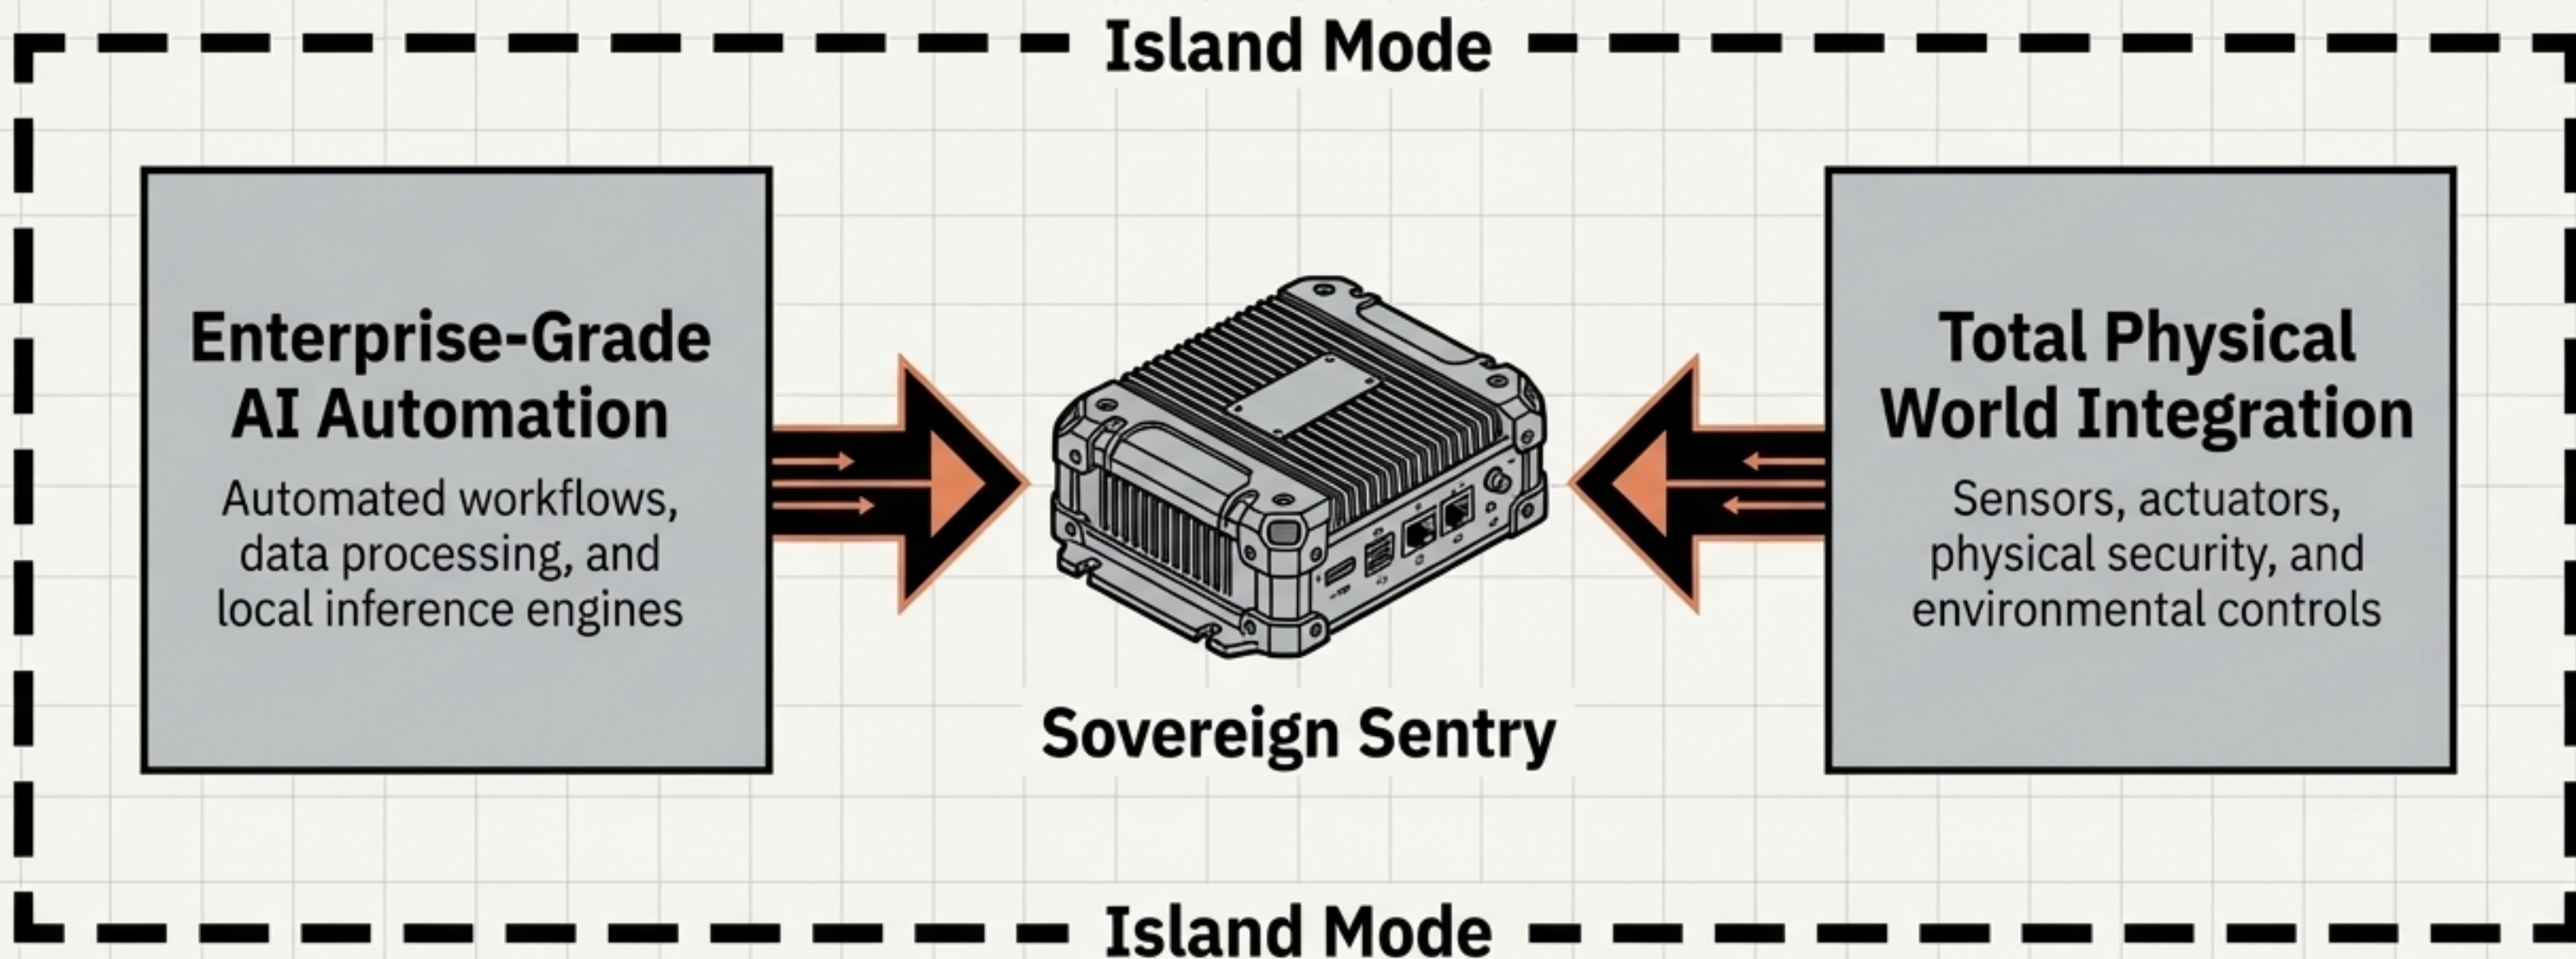 Island Mode
Enterprise-Grade
AI Automation
Automated workflows,
data processing, and
local inference engines
Sovereign Sentry
Total Physical
World Integration
Sensors, actuators,
physical security, and
environmental controls
Island Mode